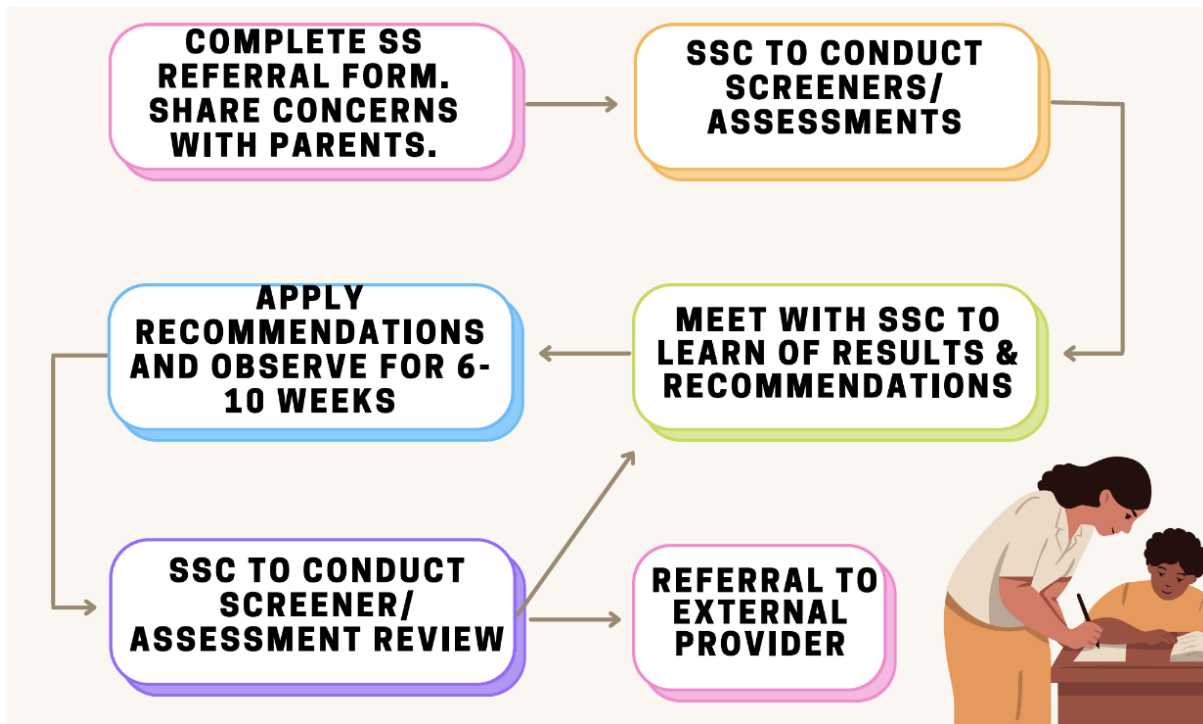 COMPLETE SS
REFERRAL FORM.
SHARE CONCERNS
WITH PARENTS.
SSC TO CONDUCT
SCREENERS/
ASSESSMENTS
MEET WITH SSC TO
LEARN OF RESULTS &
RECOMMENDATIONS
APPLY
RECOMMENDATIONS
AND OBSERVE FOR 6-
10 WEEKS
SSC TO CONDUCT
SCREENER/
ASSESSMENT REVIEW
REFERRAL TO
EXTERNAL
PROVIDER